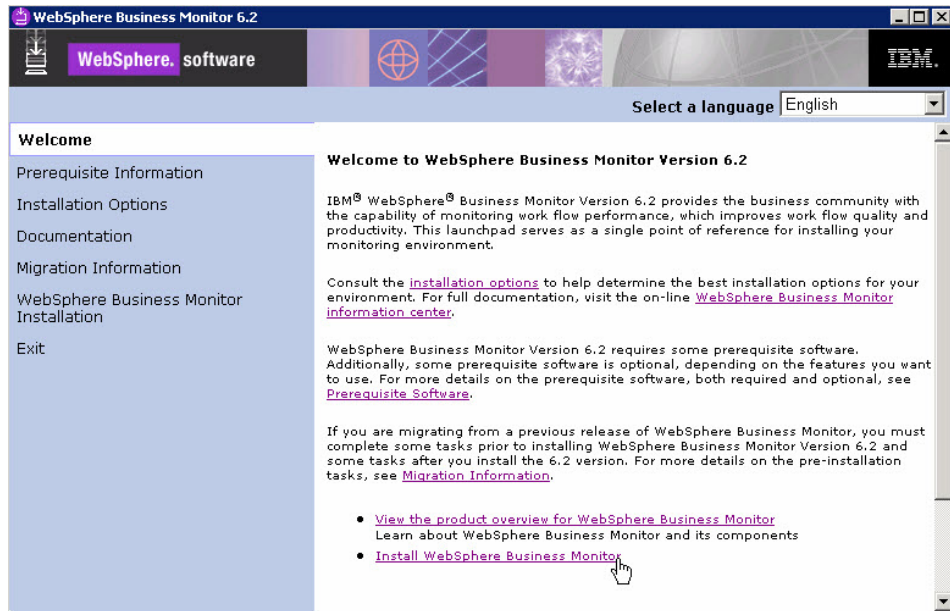 WebSphere Business Monitor 6.2
WebSphere. software
IBM.
Select a language English
Welcome
Prerequisite Information
Installation Options
Documentation
Migration Information
WebSphere Business Monitor
Installation
Exit
Welcome to WebSphere Business Monitor Version 6.2
IBM® WebSphere® Business Monitor Version 6.2 provides the business community with
the capability of monitoring work flow performance, which improves work flow quality and
productivity. This launchpad serves as a single point of reference for installing your
monitoring environment.
Consult the installation options to help determine the best installation options for your
environment. For full documentation, visit the on-line WebSphere Business Monitor
information center.
WebSphere Business Monitor Version 6.2 requires some prerequisite software.
Additionally, some prerequisite software is optional, depending on the features you want
to use. For more details on the prerequisite software, both required and optional, see
Prerequisite Software.
If you are migrating from a previous release of WebSphere Business Monitor, you must
complete some tasks prior to installing WebSphere Business Monitor Version 6.2 and
some tasks after you install the 6.2 version. For more details on the pre-installation
tasks, see Migration Information.
• View the product overview for WebSphere Business Monitor
Learn about WebSphere Business Monitor and its components
• Install WebSphere Business Monitor